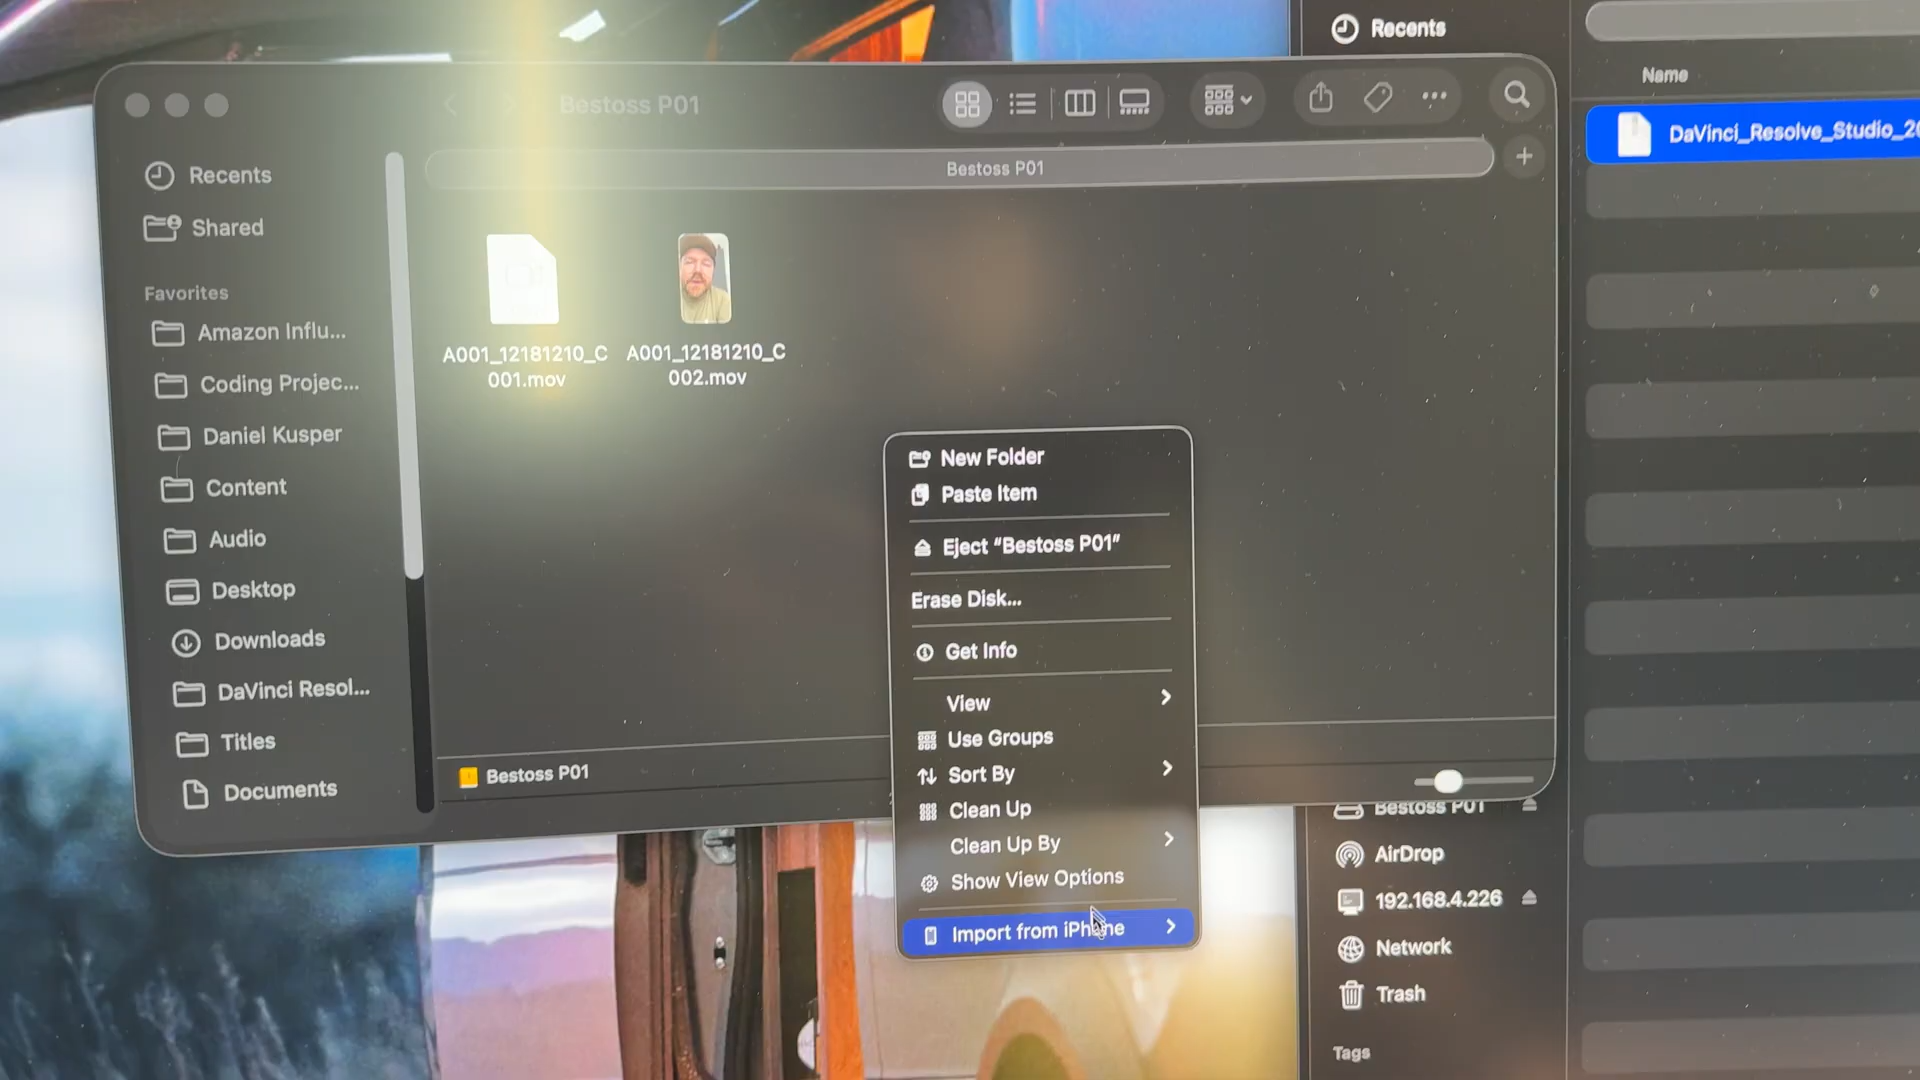 Recents
Name
DaVinci_Resolve_Studio_20
Bestoss P01
Bestoss P01
Recents
Shared
Favorites
Amazon Influ...
Coding Projec...
Daniel Kusper
Content
Audio
Desktop
Downloads
DaVinci Resol...
Titles
Documents
A001_12181210_C
001.mov
A001_12181210_C
002.mov
New Folder
Paste Item
Eject “Bestoss P01”
Erase Disk...
Get Info
View
Use Groups
Sort By
Clean Up
Clean Up By
Show View Options
Import from iPhone
Bestoss P01
Bestoss P01
AirDrop
192.168.4.226
Network
Trash
Tags